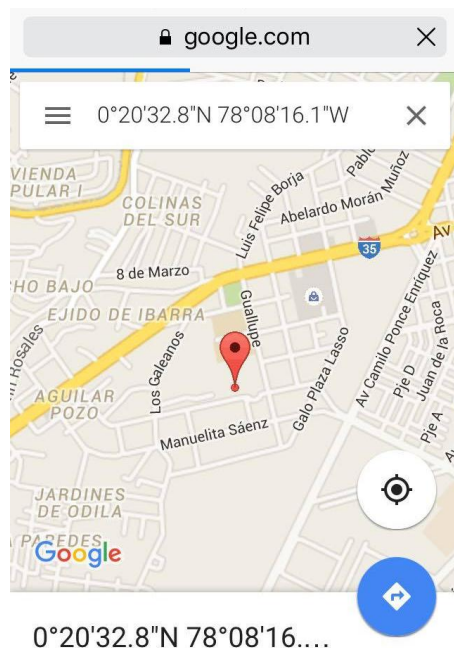 google.com
0°20'32.8"N 78°08'16.1"W
VIENDA
PULAR I
COLINAS
DEL SUR
Luis Felipe Borja
Pablo
Muñoz
Abelardo Morán
Av
35
8 de Marzo
HO BAJO
EJIDO DE IBARRA
Guallupe
Rosales
Los Galeanos
Galo Plaza Lasso
Av Camilo Ponce Enríquez
Juan de la Roca
Pje D
Pje A
AGUILAR
POZO
Manuelita Sáenz
JARDINES
DE ODILA
PAREDES
Google
0°20'32.8"N 78°08'16....